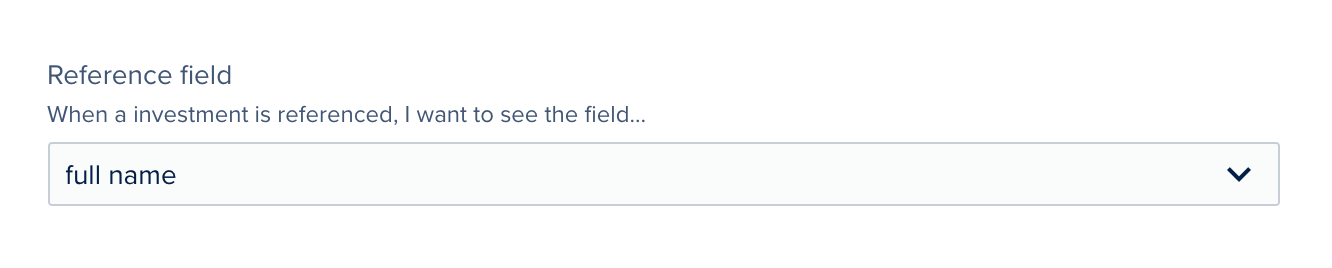 Reference field
When a investment is referenced, I want to see the field...
full name